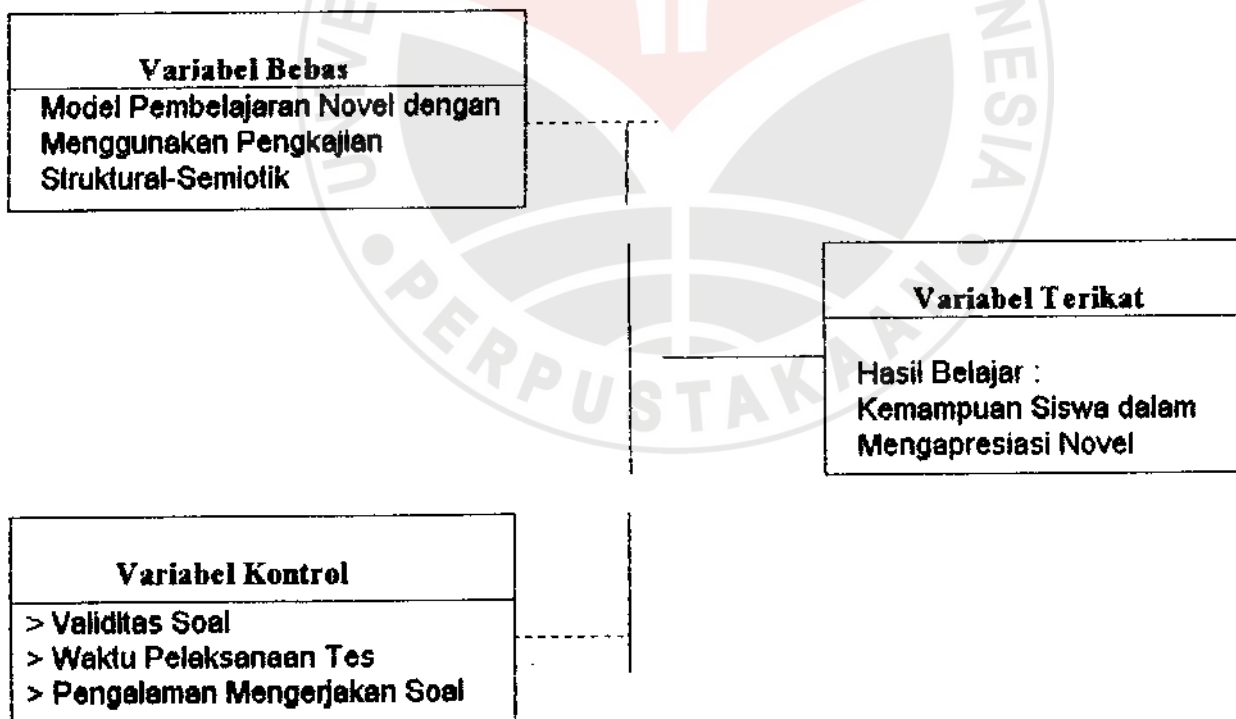 Variabel Bebas
Model Pembelajaran Novel dengan
Menggunakan Pengkajian
Struktural-Semiotik
Variabel Terikat
Hasil Belajar :
Kemampuan Siswa dalam
Mengapresiasi Novel
Variabel Kontrol
> Validitas Soal
> Waktu Pelaksanaan Tes
> Pengalaman Mengerjakan Soal
PERPUSTAKAAN